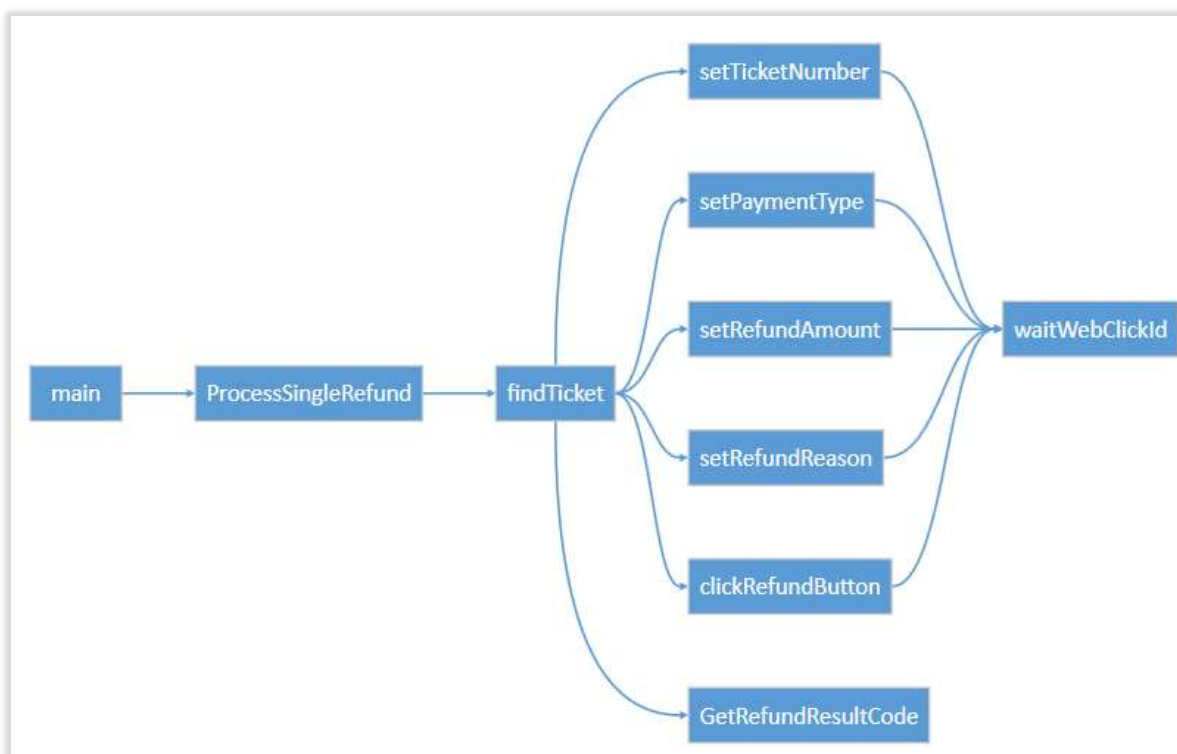 setTicketNumber
setPaymentType
setRefundAmount
waitWebClickId
main
ProcessSingleRefund
findTicket
setRefundReason
clickRefundButton
GetRefundResultCode